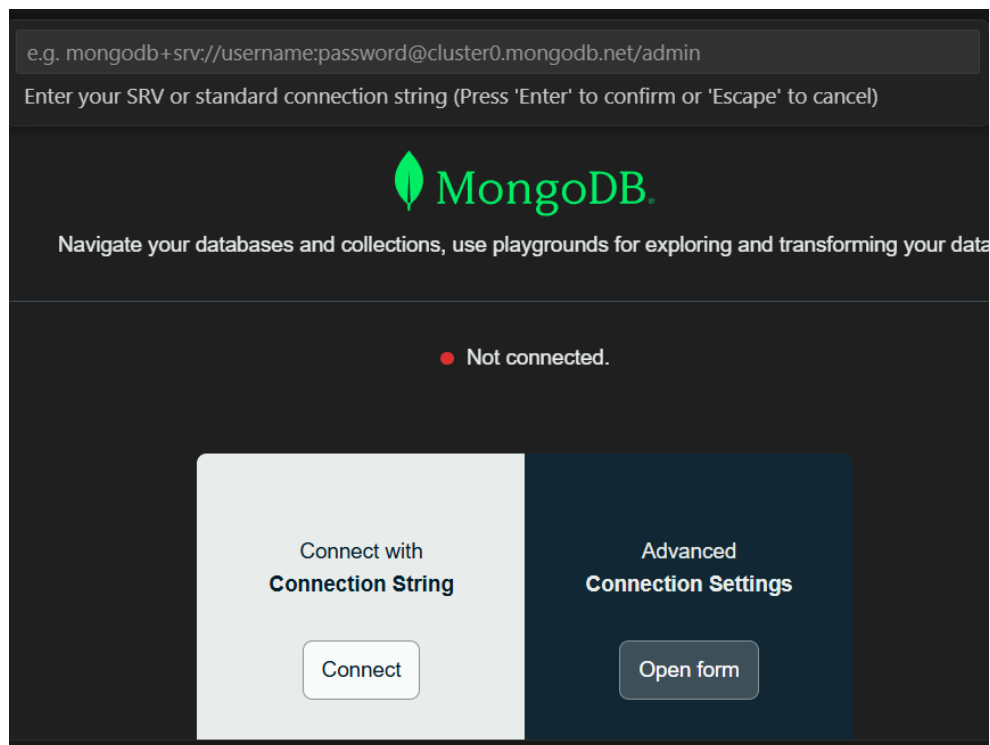 e.g. mongodb+srv://username:password@cluster0.mongodb.net/admin
Enter your SRV or standard connection string (Press 'Enter' to confirm or 'Escape' to cancel)
MongoDB®
Navigate your databases and collections, use playgrounds for exploring and transforming your data
Not connected.
Connect with
Connection String
Connect
Advanced
Connection Settings
Open form